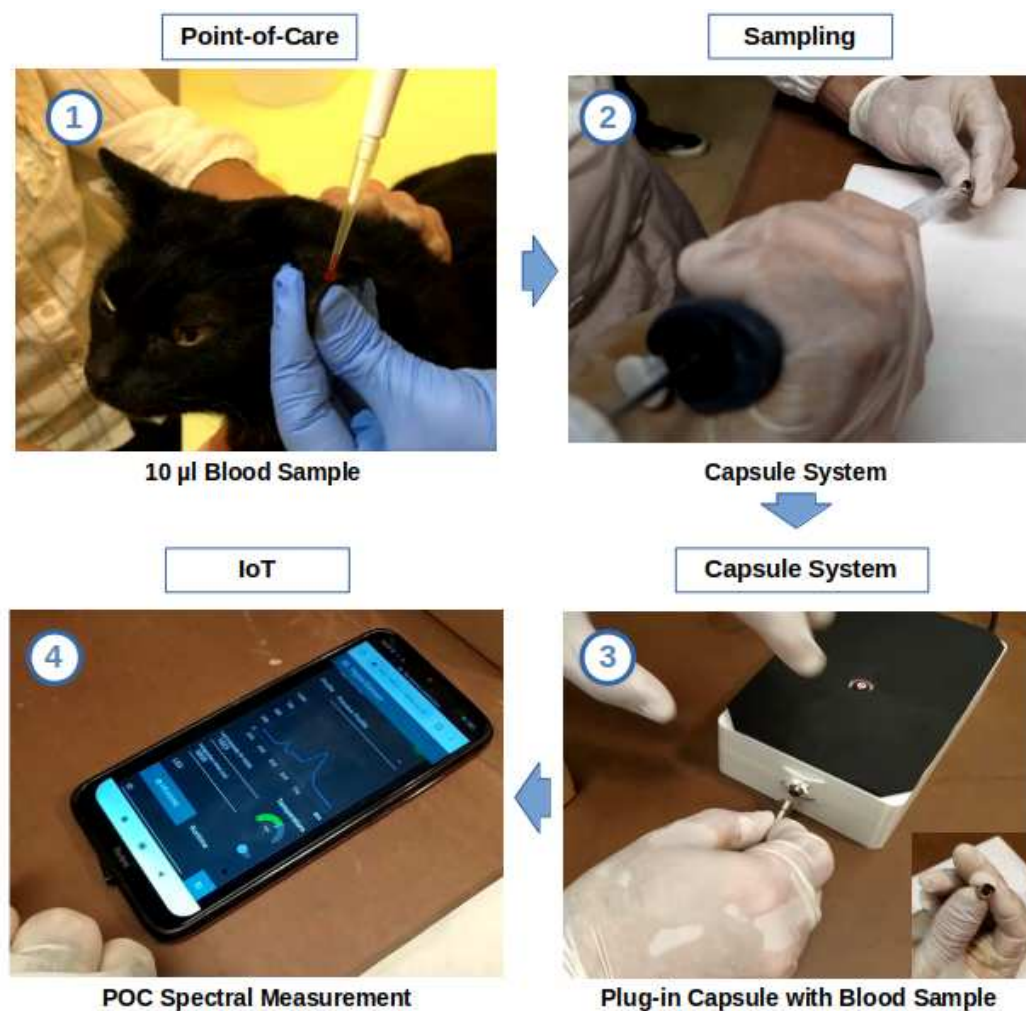 Point-of-Care
Sampling
1
2
10 µl Blood Sample
Capsule System
IoT
Capsule System
4
3
Temperature
POC Spectral Measurement
Plug-in Capsule with Blood Sample